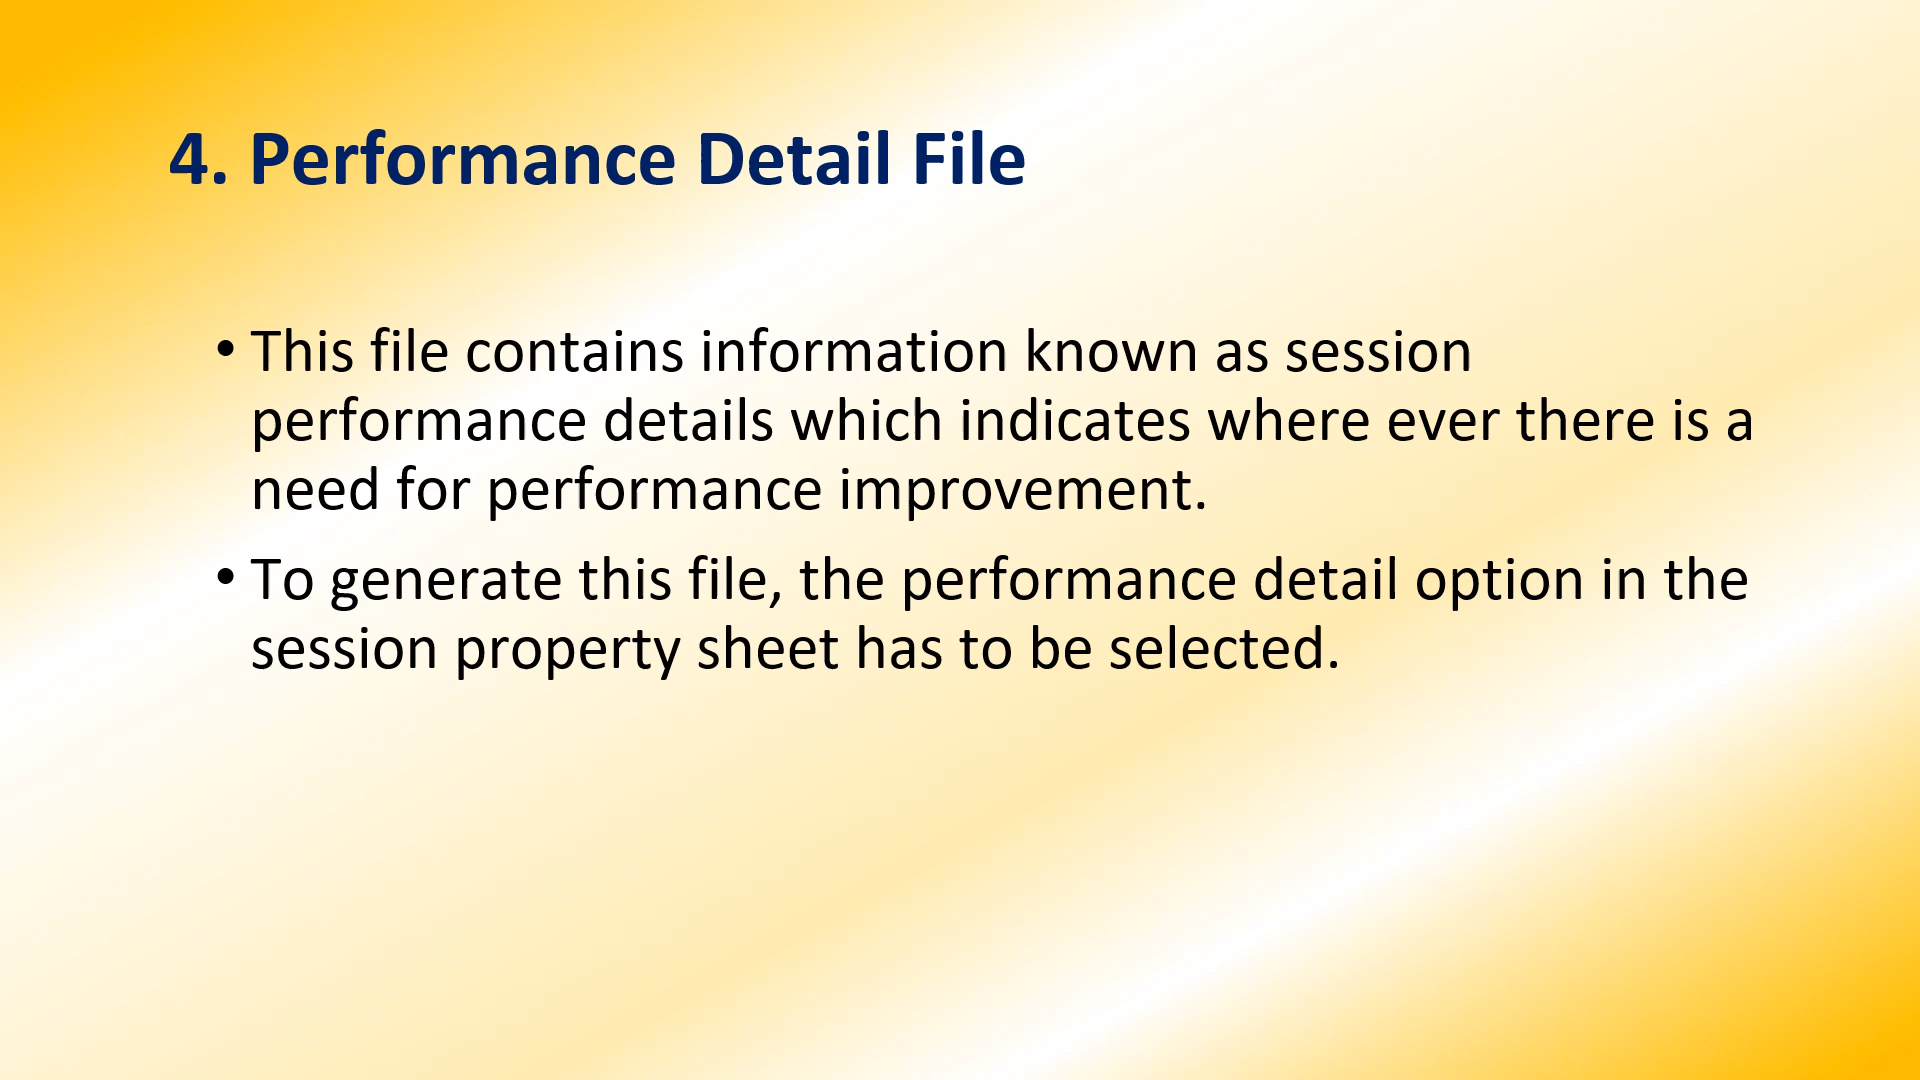 4. Performance Detail File
• This file contains information known as session
performance details which indicates where ever there is a
need for performance improvement.
• To generate this file, the performance detail option in the
session property sheet has to be selected.